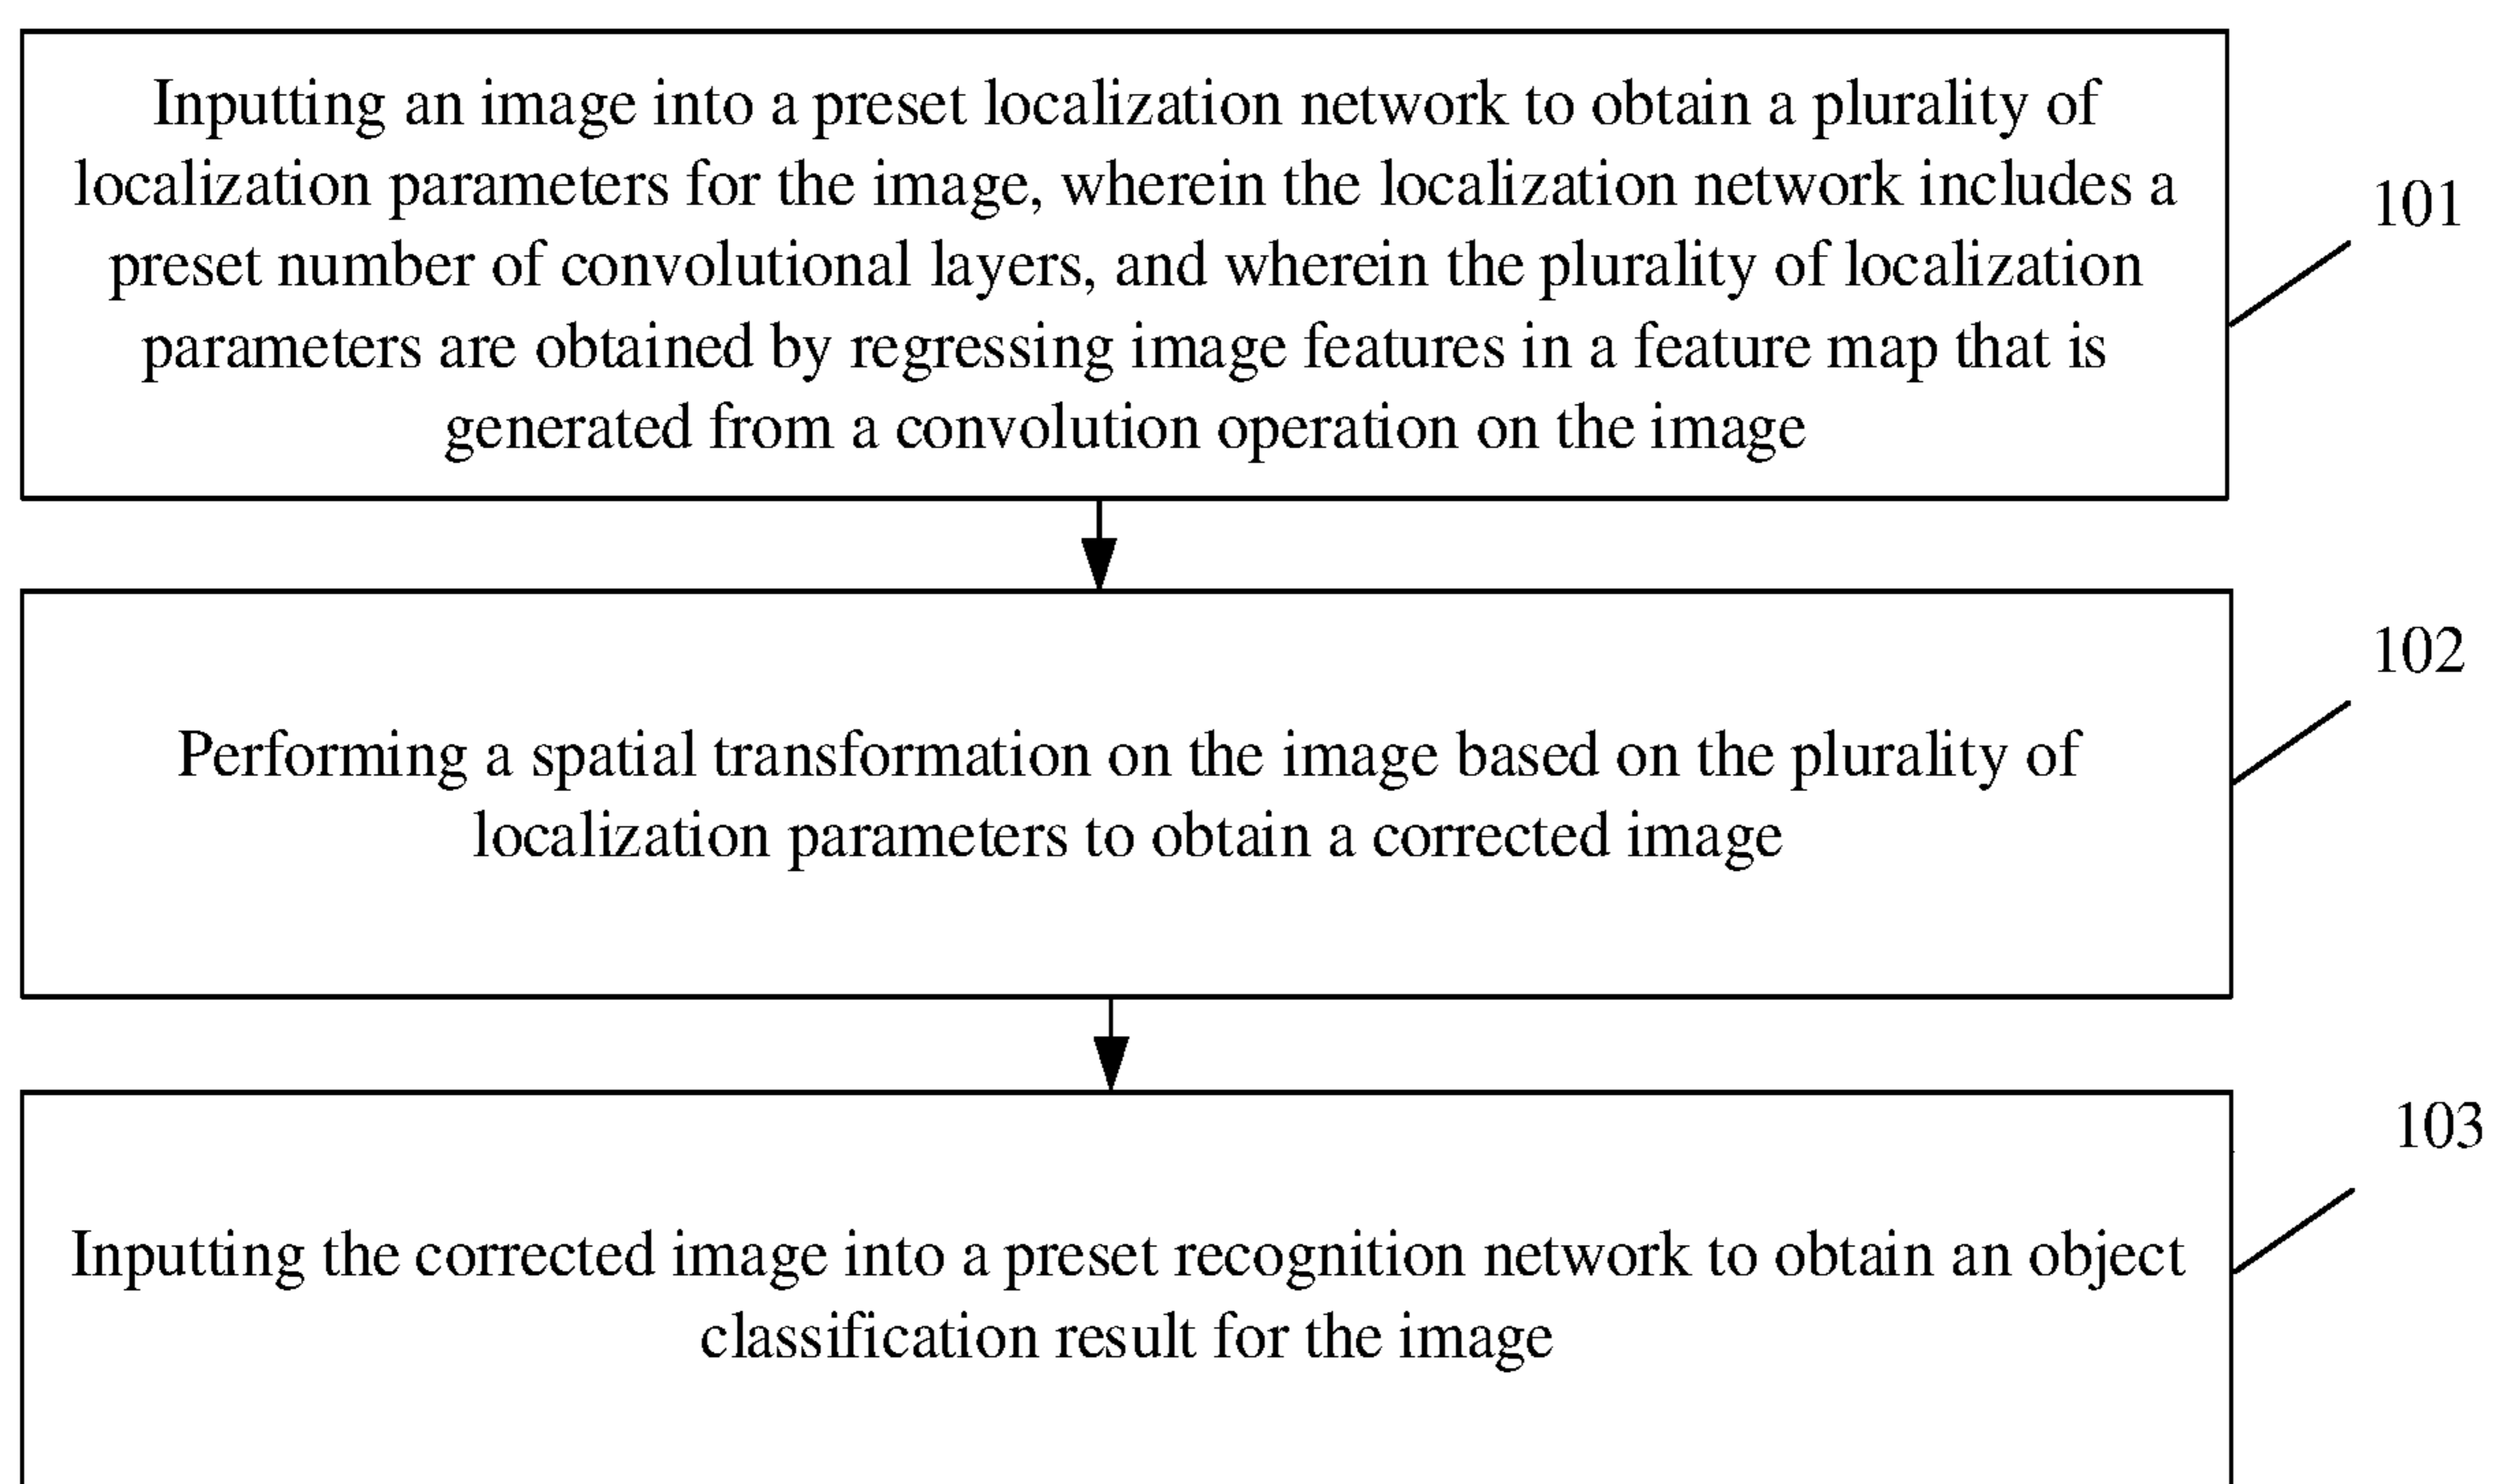 Inputting an image into a preset localization network to obtain a plurality of
localization parameters for the image, wherein the localization network includes a
preset number of convolutional layers, and wherein the plurality of localization
parameters are obtained by regressing image features in a feature map that is
generated from a convolution operation on the image
101
Performing a spatial transformation on the image based on the plurality of
localization parameters to obtain a corrected image
102
Inputting the corrected image into a preset recognition network to obtain an object
classification result for the image
103